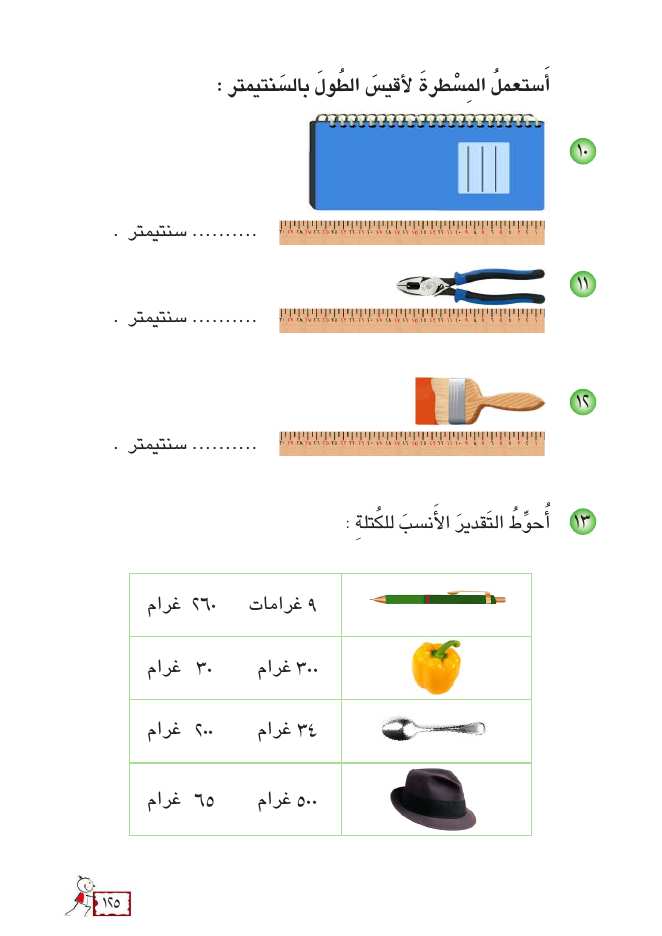 أَستعملُ المِسْطرةَ لأقيسَ الطُولَ بالسَنتيمتر :
١٠
.......... سنتيمتر .
١١
.......... سنتيمتر .
١٢
.......... سنتيمتر .
١٣ أُحوِّطُ التَقديرَ الأَنسبَ للكُتلةِ :
٩ غرامات ٢٦٠ غرام
٣٠٠ غرام ٣٠ غرام
٣٤ غرام ٢٠٠ غرام
٥٠٠ غرام ٦٥ غرام
١٢٥